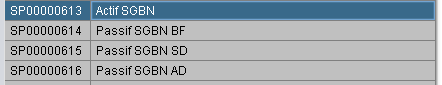 SP00000613 Actif SGBN
SP00000614 Passif SGBN BF
SP00000615 Passif SGBN SD
SP00000616 Passif SGBN AD